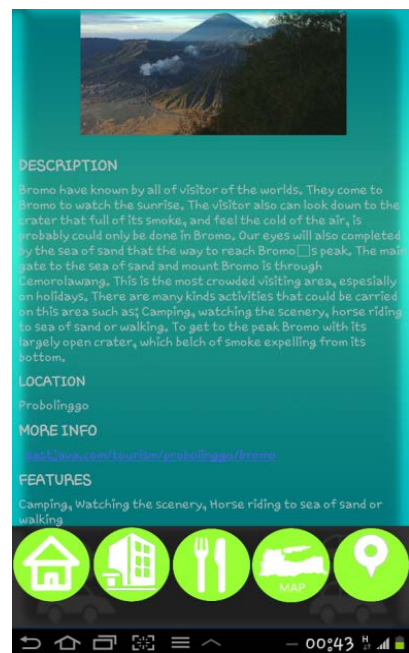 DESCRIPTION
Bromo have known by all of visitor of the worlds. They come to
Bromo to watch the sunrise. The visitor also can look down to the
crater that full of its smoke, and feel the cold of the air, is
probably could only be done in Bromo. Our eyes will also completed
by the sea of sand that the way to reach Bromo□s peak. The main
gate to the sea of sand and mount Bromo is through
Cemorolawang. This is the most crowded visiting area, espesially
on holidays. There are many kinds activities that could be carried
on this area such as; Camping, watching the scenery, horse riding
to sea of sand or walking. To get to the peak Bromo with its
largely open crater, which belch of smoke expelling from its
bottom.
LOCATION
Probolinggo
MORE INFO
eastjava.com/tourism/probolinggo/bromo
FEATURES
Camping, Watching the scenery, Horse riding to sea of sand or
walking
MAP
00:43 H